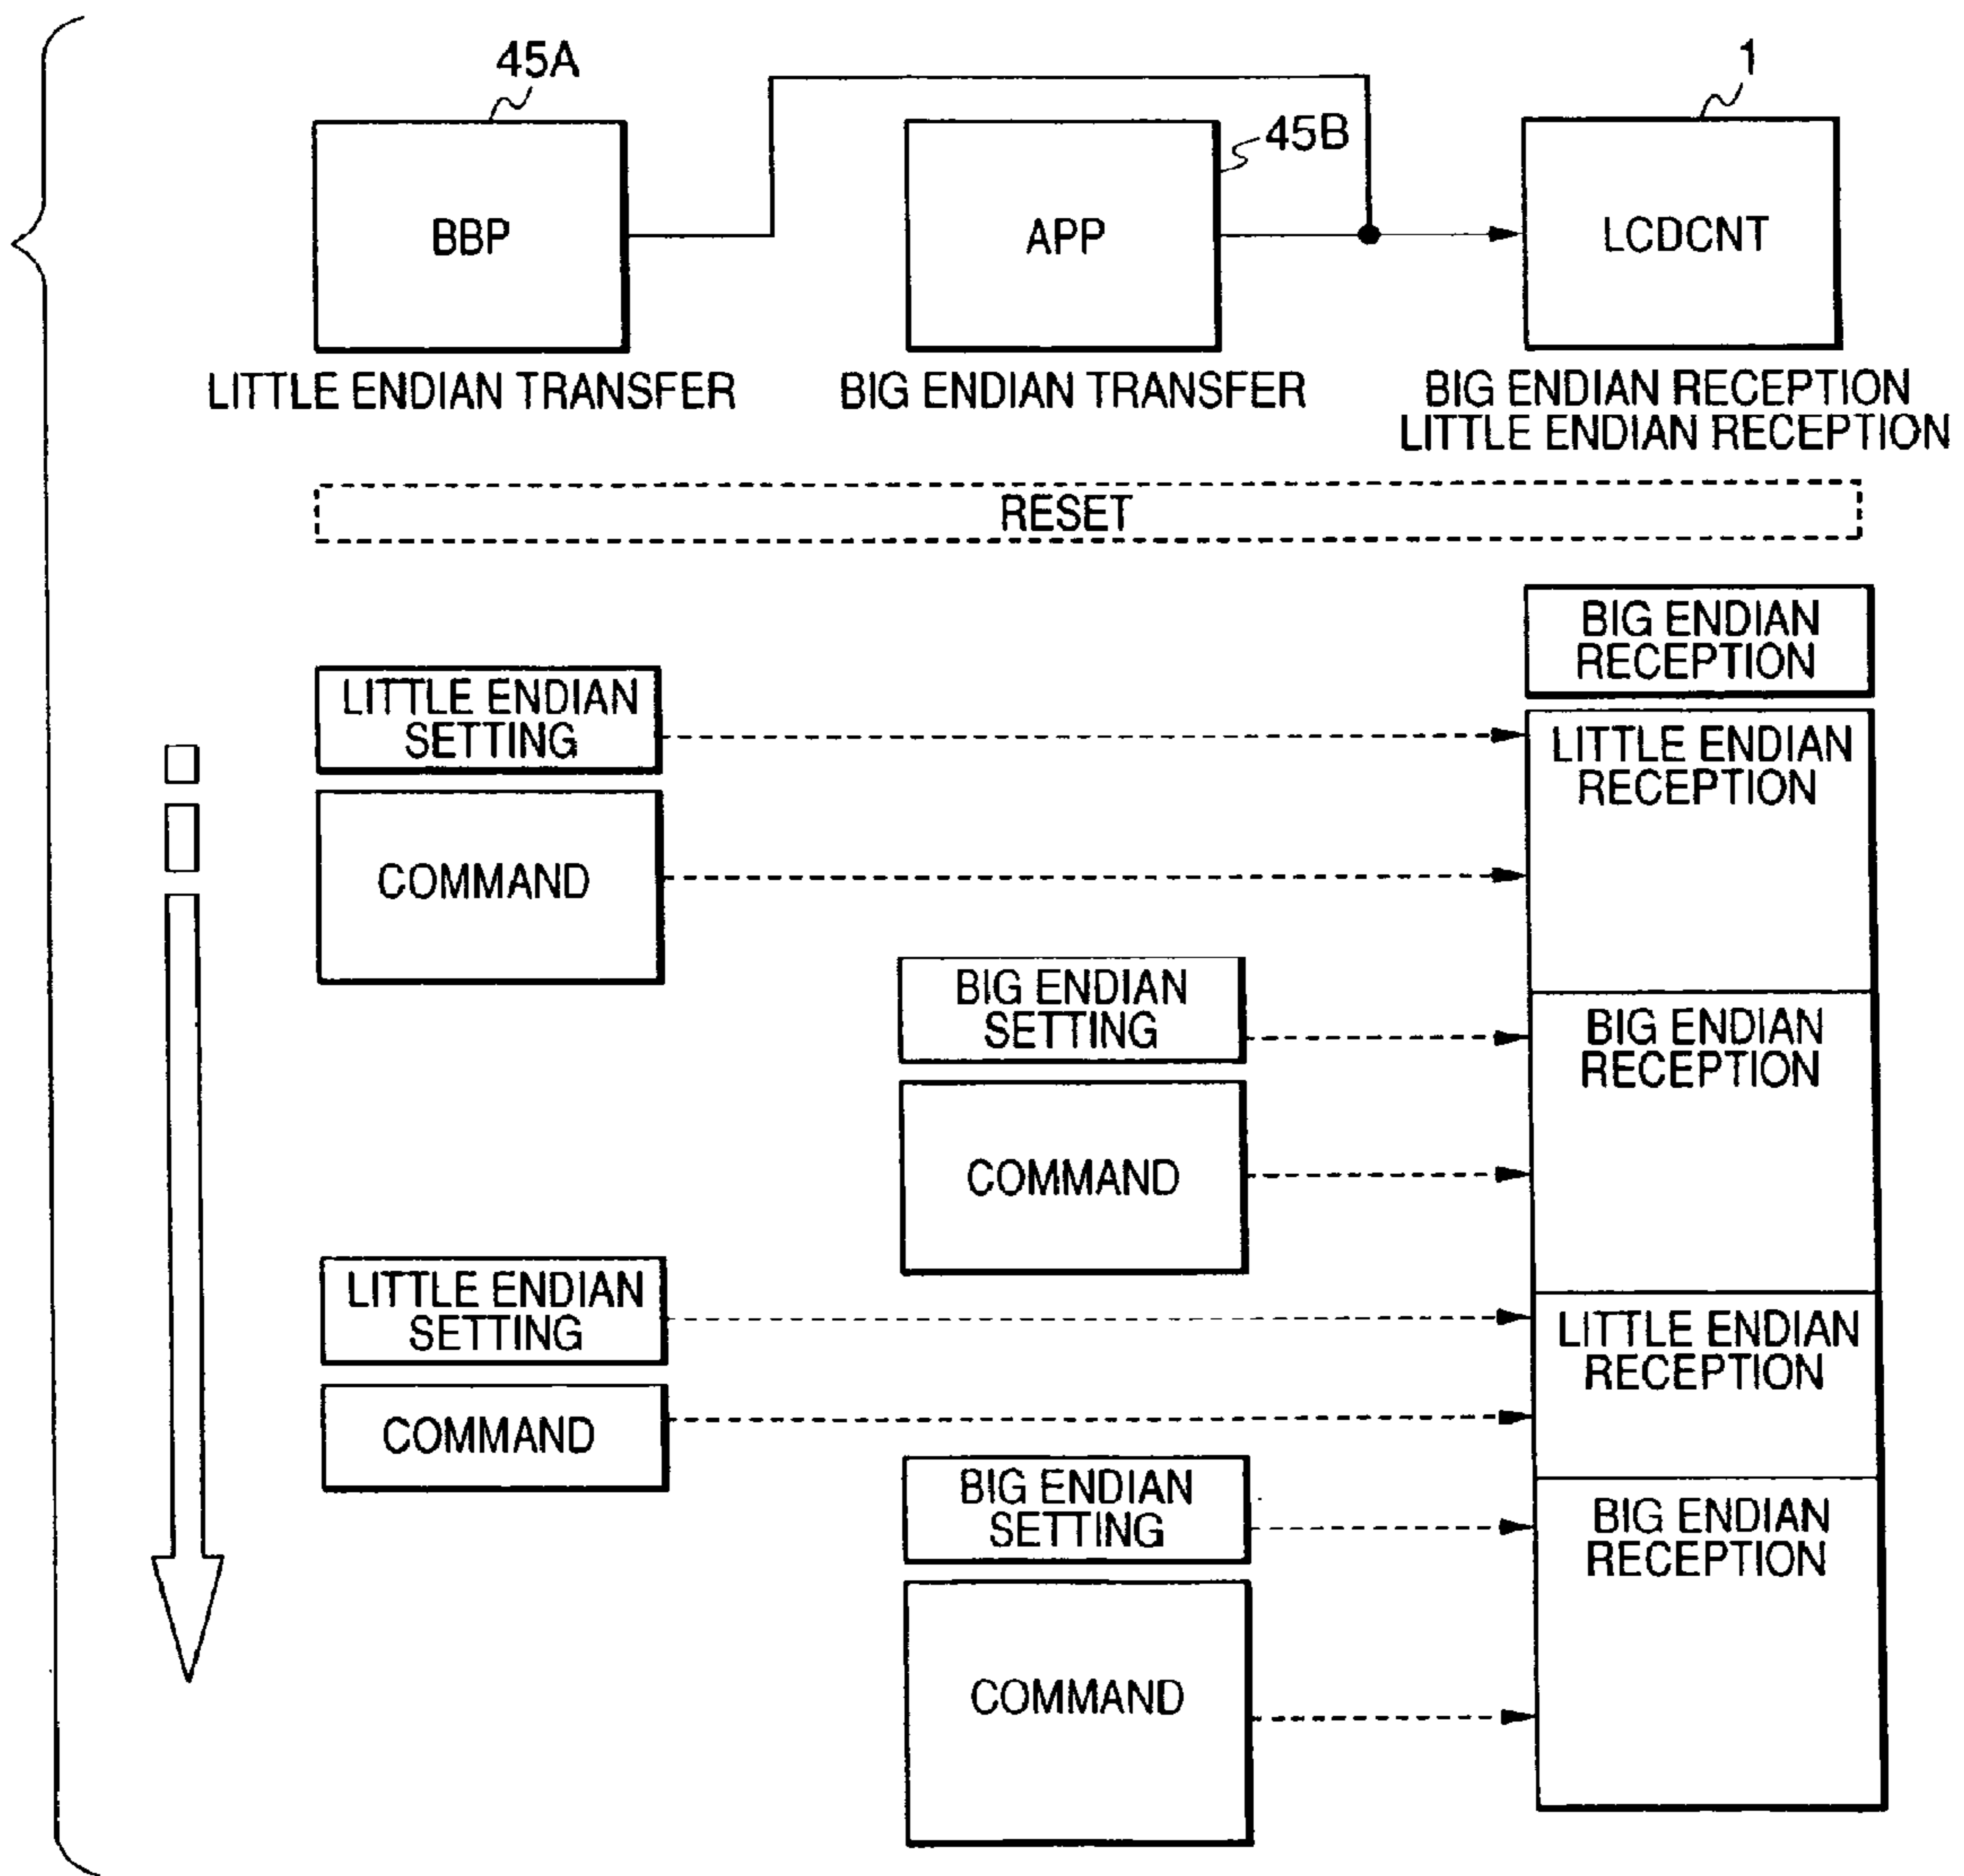 45A
1
45B
BBP
APP
LCDCNT
LITTLE ENDIAN TRANSFER
BIG ENDIAN TRANSFER
BIG ENDIAN RECEPTION
LITTLE ENDIAN RECEPTION
RESET
BIG ENDIAN
RECEPTION
LITTLE ENDIAN
SETTING
LITTLE ENDIAN
RECEPTION
COMMAND
BIG ENDIAN
SETTING
BIG ENDIAN
RECEPTION
COMMAND
LITTLE ENDIAN
SETTING
LITTLE ENDIAN
RECEPTION
COMMAND
BIG ENDIAN
SETTING
BIG ENDIAN
RECEPTION
COMMAND